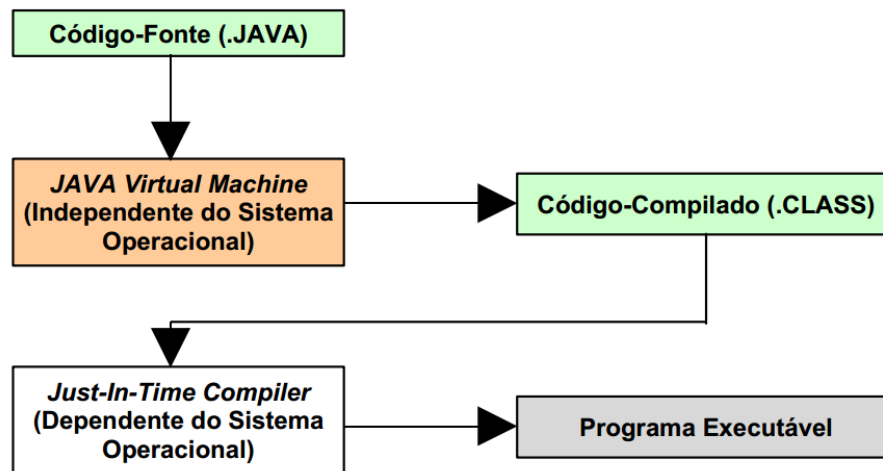 Código-Fonte (.JAVA)
JAVA Virtual Machine
(Independente do Sistema
Operacional)
Código-Compilado (.CLASS)
Just-In-Time Compiler
(Dependente do Sistema
Operacional)
Programa Executável